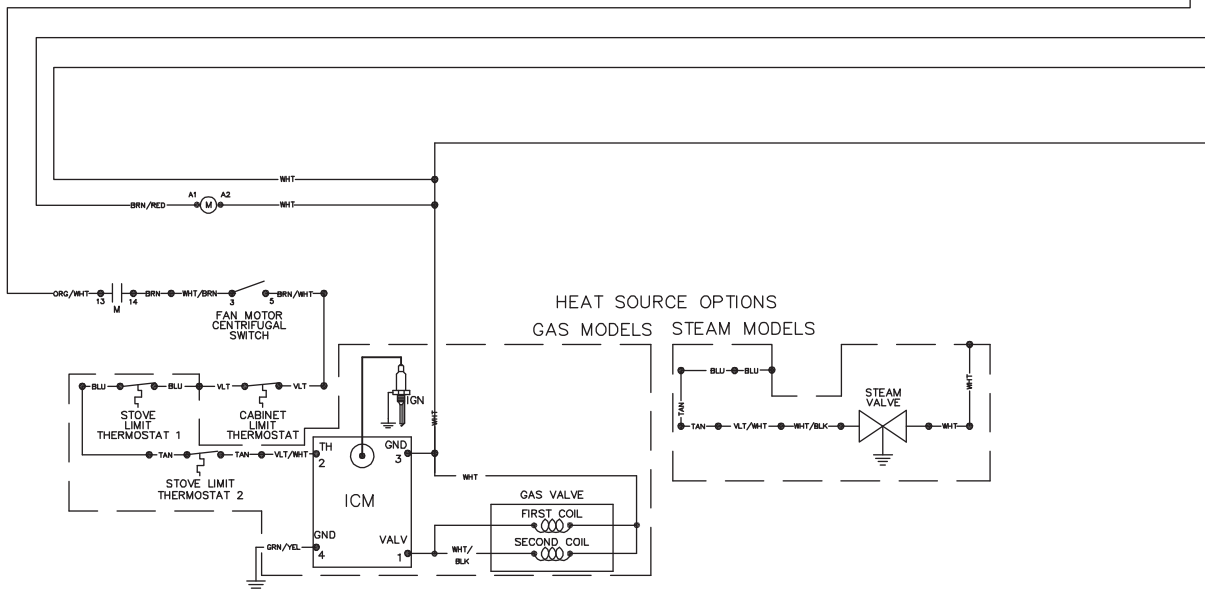 WHT
A1 A2
BRN/RED M WHT
ORG/WHT 13 14 BRN WHT/BRN 3 5 BRN/WHT
M
FAN MOTOR
CENTRIFUGAL
SWITCH
HEAT SOURCE OPTIONS
GAS MODELS STEAM MODELS
BLU BLU VLT VLT
STOVE
LIMIT
THERMOSTAT 1
CABINET
LIMIT
THERMOSTAT
TAN TAN VLT/WHT
STOVE LIMIT
THERMOSTAT 2
IGN
WHT
TH
2
GND
3
ICM
GND
4
VALV
1
GRN/YEL
WHT
WHT/
BLK
GAS VALVE
FIRST COIL
SECOND COIL
BLU BLU
TAN
TAN VLT/WHT WHT/BLK
STEAM
VALVE
WHT
WHT